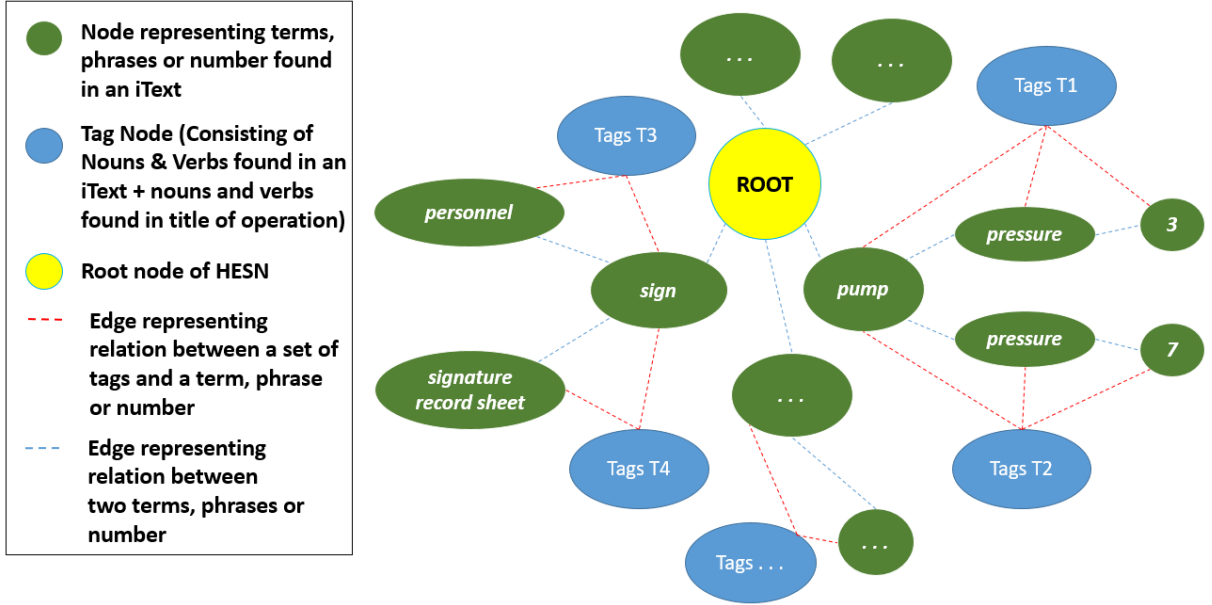 Node representing terms,
phrases or number found
in an iText
Tag Node (Consisting of
Nouns & Verbs found in an
iText + nouns and verbs
found in title of operation)
Root node of HESN
Edge representing
relation between a set of
tags and a term, phrase
or number
Edge representing
relation between
two terms, phrases or
number
. . .
. . .
Tags T1
Tags T3
ROOT
personnel
pressure
3
sign
pump
pressure
7
signature
record sheet
. . .
Tags T4
Tags T2
. . .
Tags . . .